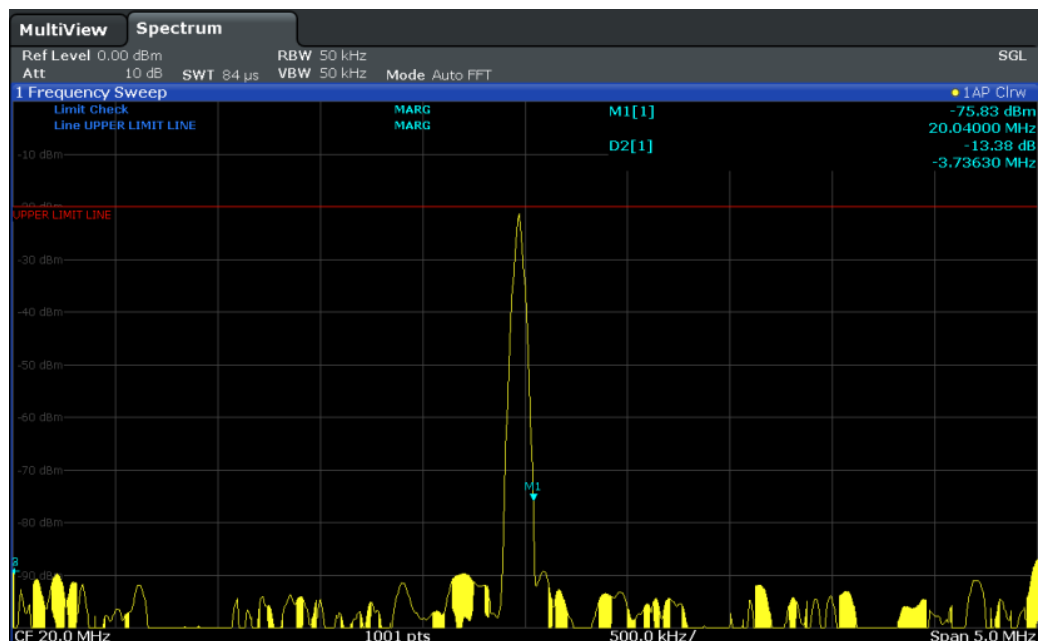 MultiView Spectrum
Ref Level 0.00 dBm RBW 50 kHz SGL
Att 10 dB SWT 84 µs VBW 50 kHz Mode Auto FFT
1 Frequency Sweep 1AP Clrw
Limit Check MARG M1[1] -75.83 dBm
Line UPPER LIMIT LINE MARG 20.04000 MHz
D2[1] -13.38 dB
-10 dBm -3.73630 MHz
-20 dBm
UPPER LIMIT LINE
-30 dBm
-40 dBm
-50 dBm
-60 dBm
-70 dBm
M1
-80 dBm
-90 dBm
CF 20.0 MHz 1001 pts 500.0 kHz/ Span 5.0 MHz